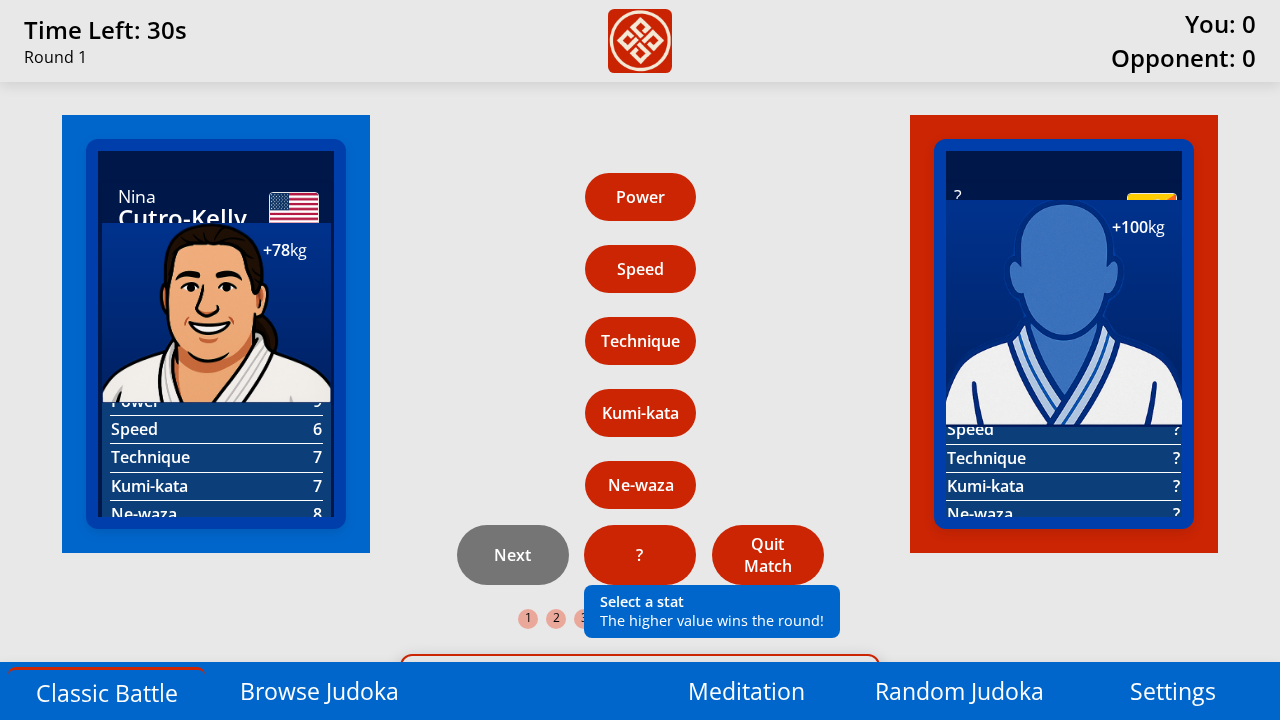 Time Left: 30s
Round 1
You: 0
Opponent: 0
Nina
Cutro-Kelly
+78kg
Power 9
Speed 6
Technique 7
Kumi-kata 7
Ne-waza 8
Power
Speed
Technique
Kumi-kata
Ne-waza
Next
?
Quit
Match
Select a stat
The higher value wins the round!
1
2
3
?
+100kg
Speed ?
Technique ?
Kumi-kata ?
Ne-waza ?
Classic Battle
Browse Judoka
Meditation
Random Judoka
Settings